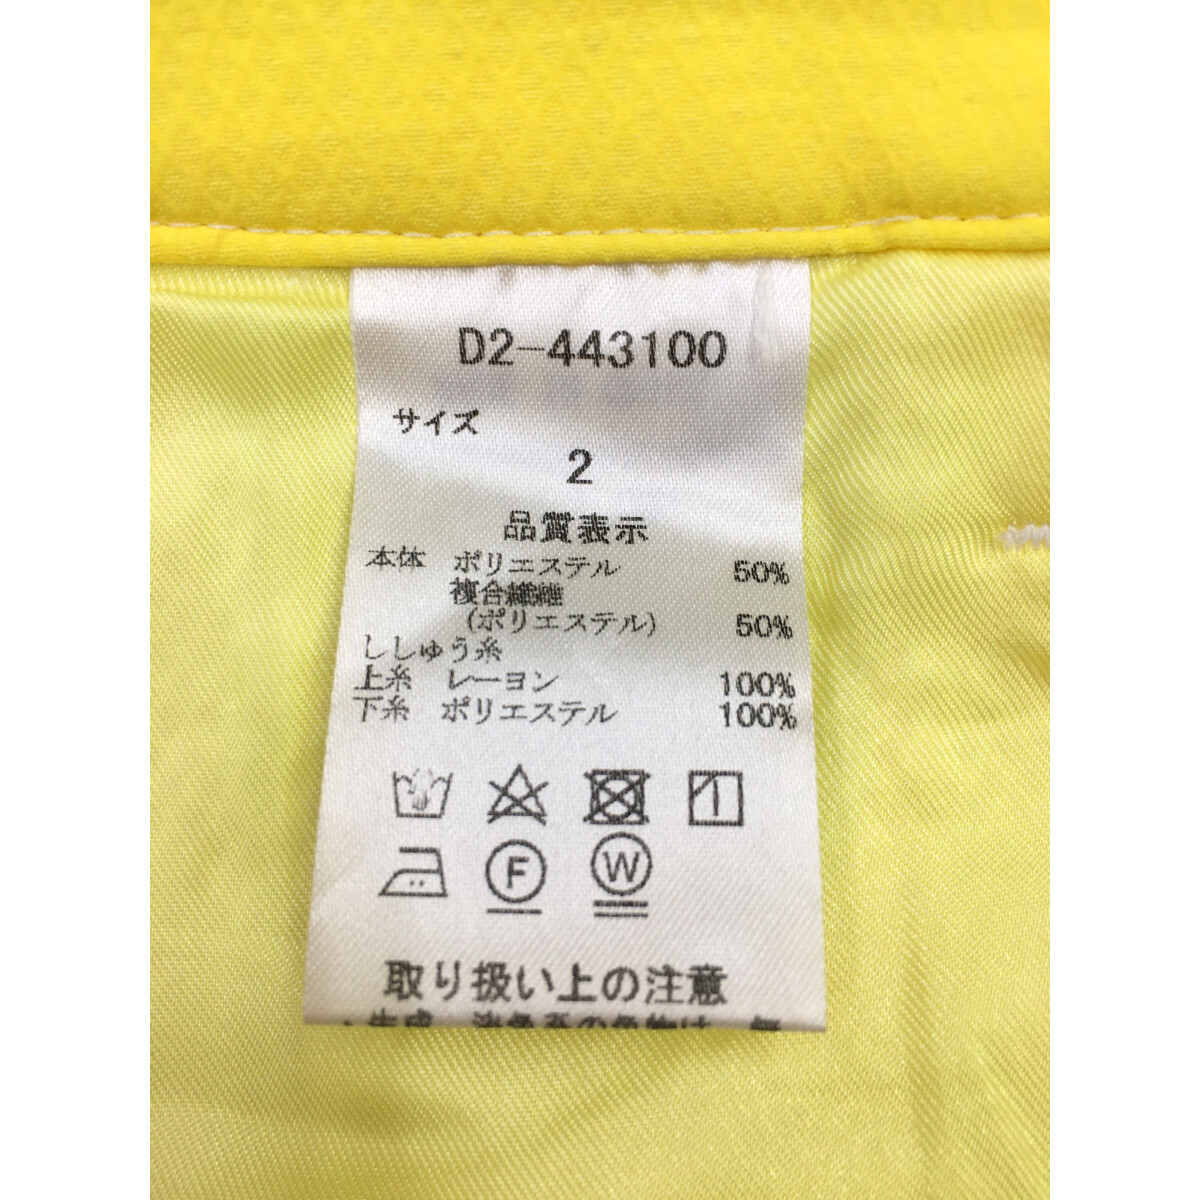 D2-443100
サイズ
2
品質表示
本体 ポリエステル 50%
複合繊維
(ポリエステル) 50%
ししゅう糸
上糸 レーヨン 100%
下糸 ポリエステル 100%
F W
取り扱い上の注意